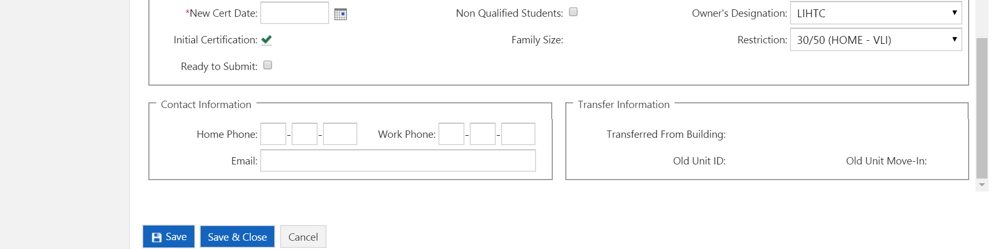 *New Cert Date: Non Qualified Students: Owner's Designation: LIHTC
Initial Certification: Family Size: Restriction: 30/50 (HOME - VLI)
Ready to Submit:
Contact Information Transfer Information
Home Phone: - - Work Phone: - - Transferred From Building:
Email: Old Unit ID: Old Unit Move-In:
Save Save & Close Cancel